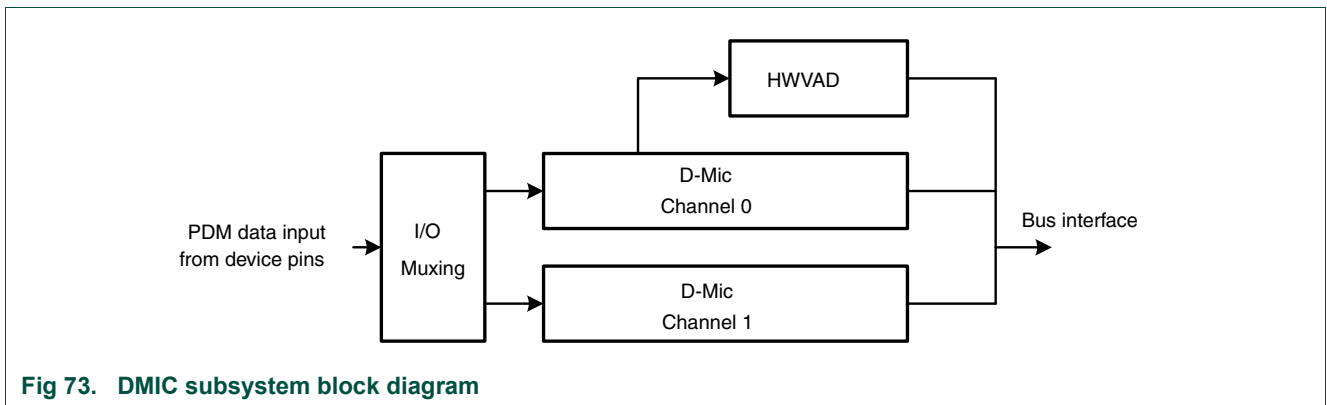 HWVAD
D-Mic
Channel 0
PDM data input
from device pins
I/O
Muxing
Bus interface
D-Mic
Channel 1
Fig 73. DMIC subsystem block diagram